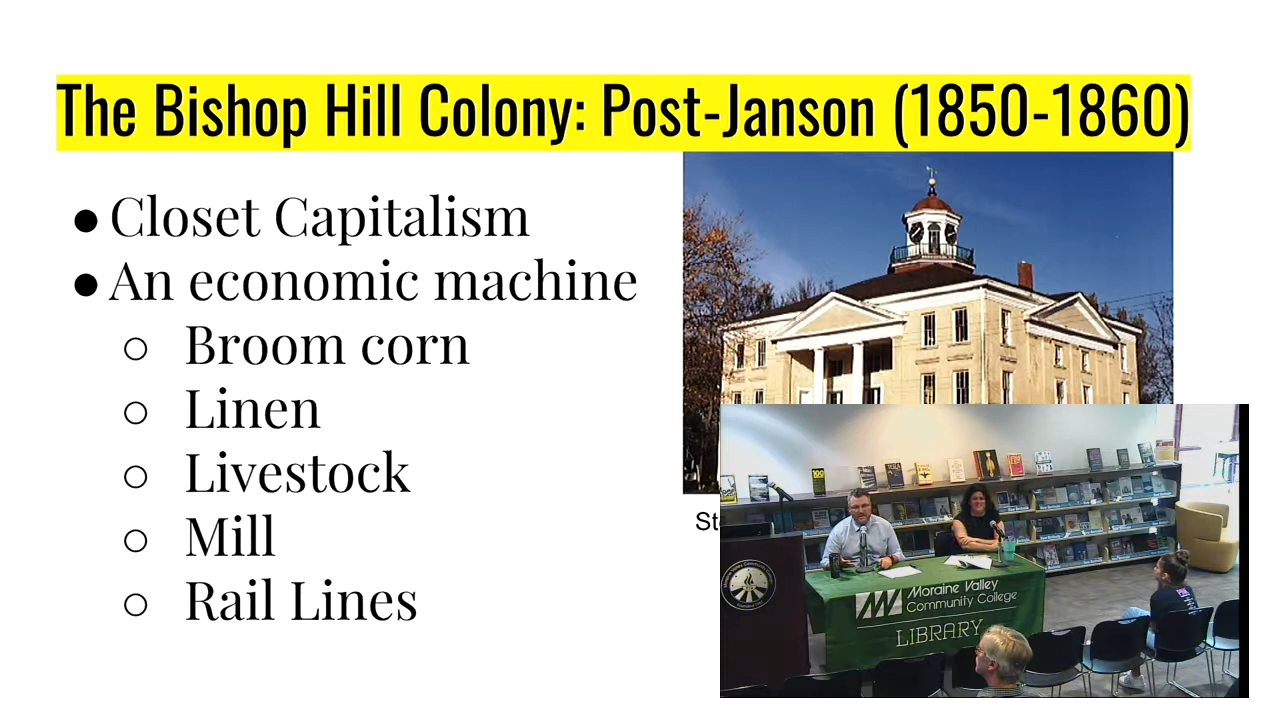 The Bishop Hill Colony: Post-Janson (1850-1860)
● Closet Capitalism
● An economic machine
○ Broom corn
○ Linen
○ Livestock
○ Mill
○ Rail Lines
100
Moraine Valley
Community College
LIBRARY